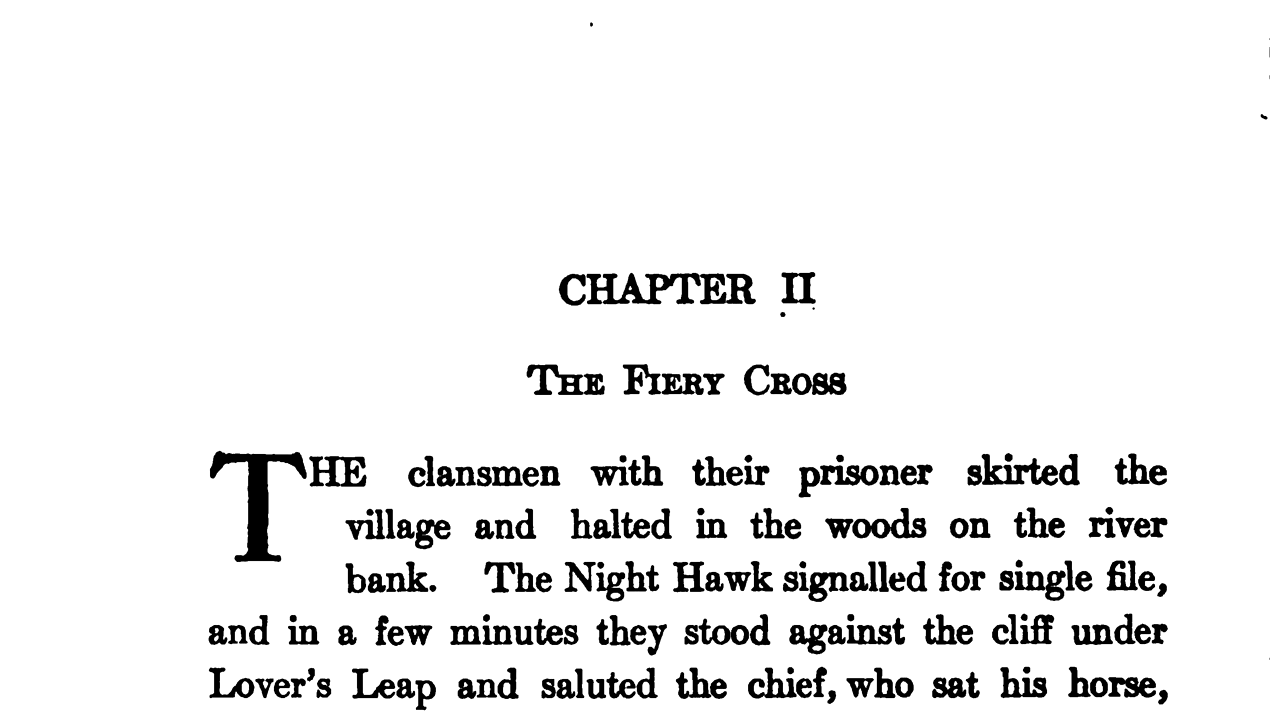 CHAPTER II
The Fiery Cross
THE clansmen with their prisoner skirted the
village and halted in the woods on the river
bank. The Night Hawk signalled for single file,
and in a few minutes they stood against the cliff under
Lover's Leap and saluted the chief, who sat his horse,